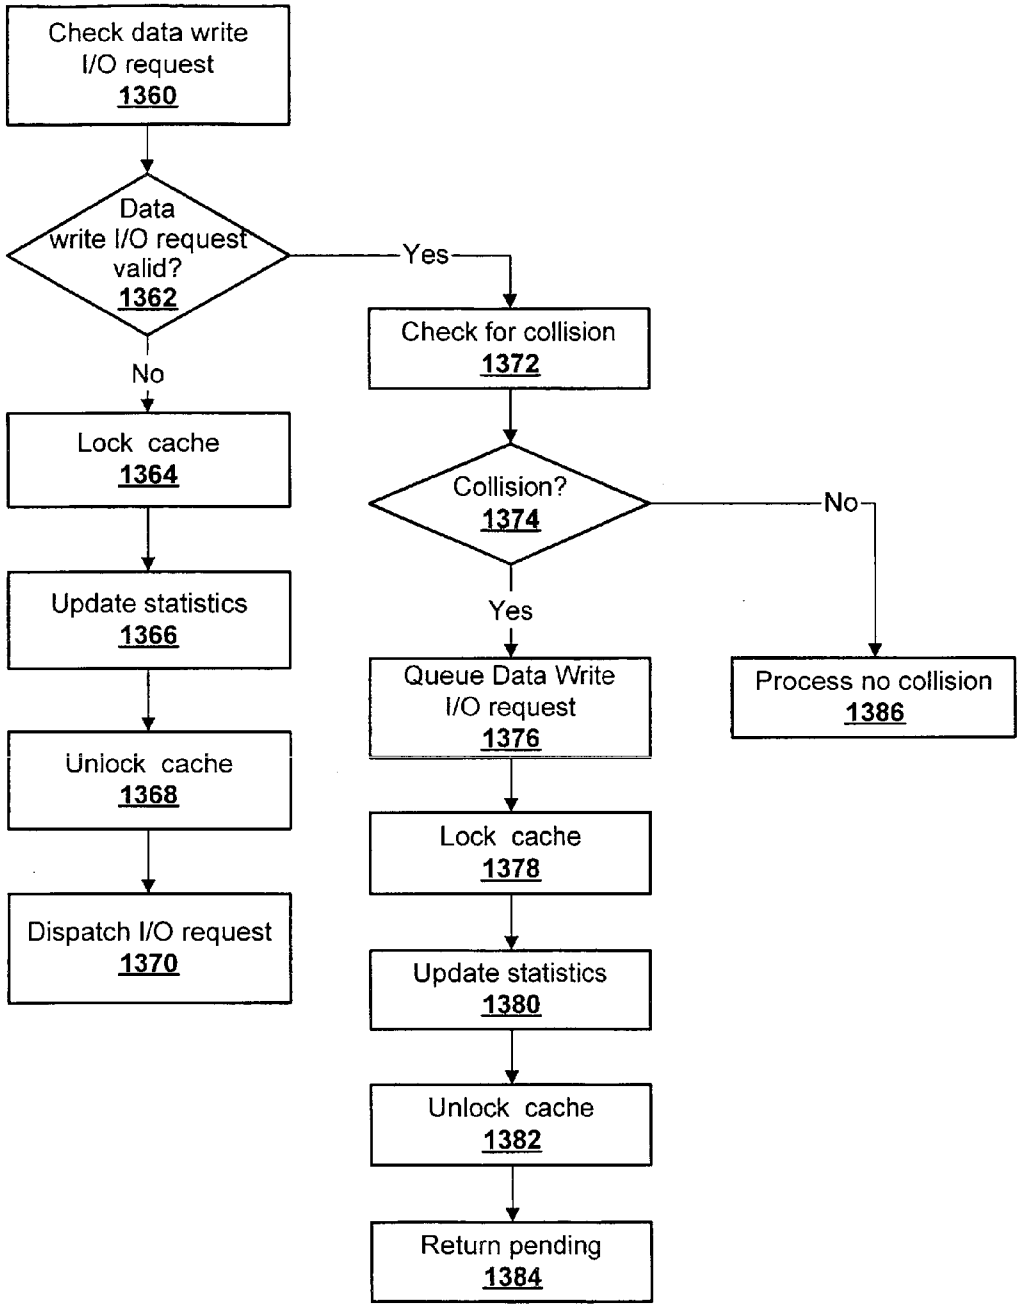 Check data write
I/O request
1360
Data
write I/O request
valid?
1362
Yes
No
Check for collision
1372
Lock cache
1364
Collision?
1374
No
Yes
Update statistics
1366
Queue Data Write
I/O request
1376
Process no collision
1386
Unlock cache
1368
Lock cache
1378
Dispatch I/O request
1370
Update statistics
1380
Unlock cache
1382
Return pending
1384